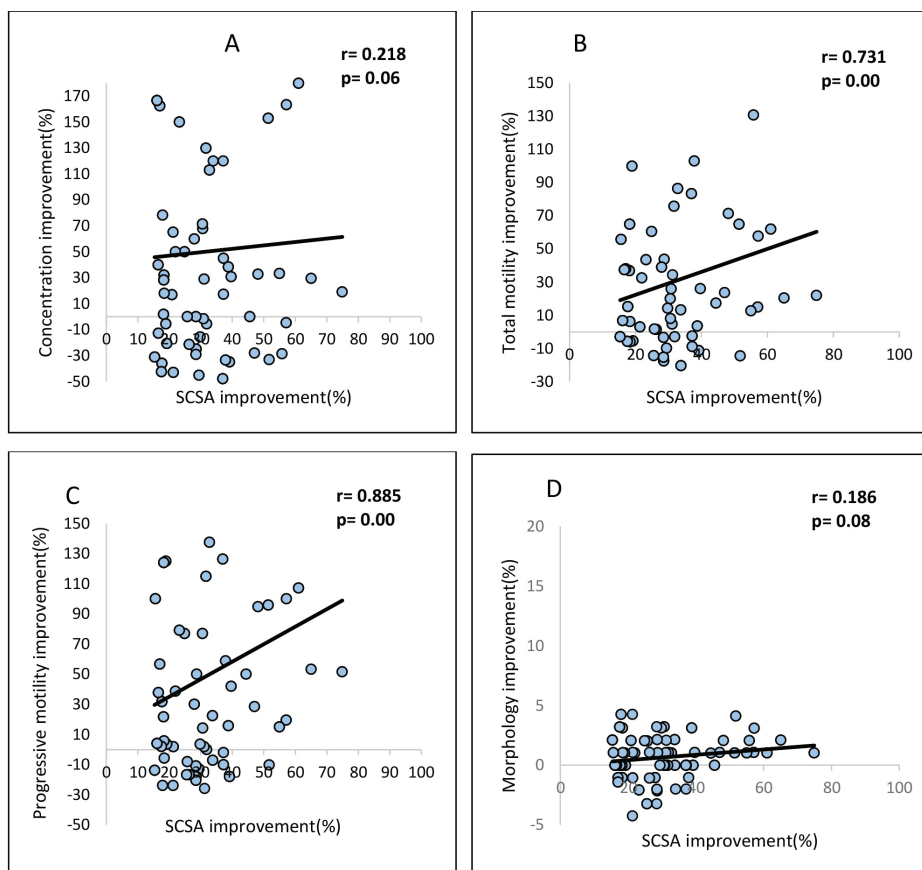 A
r= 0.218
p= 0.06
Concentration improvement(%)
170
150
130
110
90
70
50
30
10
-10
-30
-50
0 10 20 30 40 50 60 70 80 90 100
SCSA improvement(%)
B
r= 0.731
p= 0.00
Total motility improvement(%)
150
130
110
90
70
50
30
10
-10
-30
0 20 40 60 80 100
SCSA improvement(%)
C
r= 0.885
p= 0.00
Progressive motility improvement(%)
150
130
110
90
70
50
30
10
-10
-30
-50
0 10 20 30 40 50 60 70 80 90 100
SCSA improvement(%)
D
r= 0.186
p= 0.08
Morphology improvement(%)
20
15
10
5
0
-5
0 20 40 60 80 100
SCSA improvement(%)